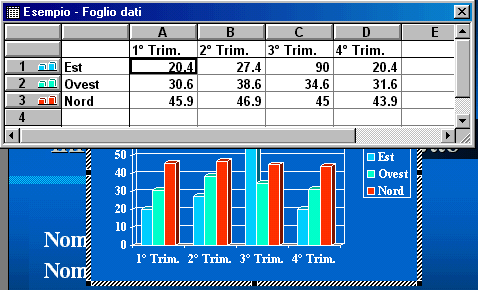 Esempio - Foglio dati
A B C D E
1° Trim. 2° Trim. 3° Trim. 4° Trim.
1 Est 20.4 27.4 90 20.4
2 Ovest 30.6 38.6 34.6 31.6
3 Nord 45.9 46.9 45 43.9
4
50
40
30
20
10
0
1° Trim. 2° Trim. 3° Trim. 4° Trim.
Est
Ovest
Nord
Nom
Nom